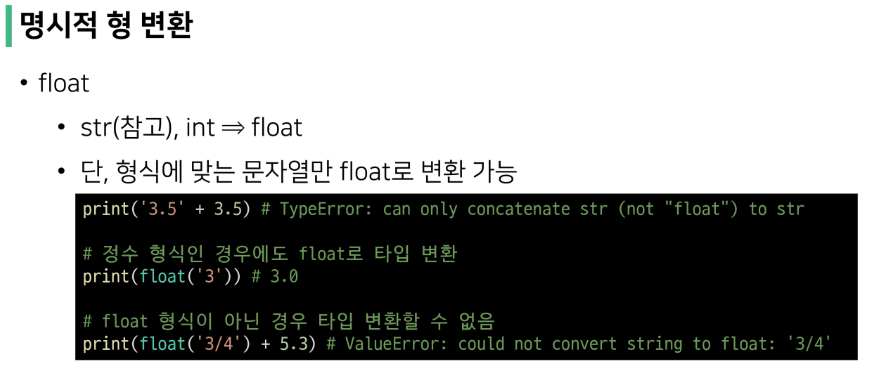 명시적 형 변환
• float
• str(참고), int ⇒ float
• 단, 형식에 맞는 문자열만 float로 변환 가능
print('3.5' + 3.5) # TypeError: can only concatenate str (not "float") to str
# 정수 형식인 경우에도 float로 타입 변환
print(float('3')) # 3.0
# float 형식이 아닌 경우 타입 변환할 수 없음
print(float('3/4') + 5.3) # ValueError: could not convert string to float: '3/4'